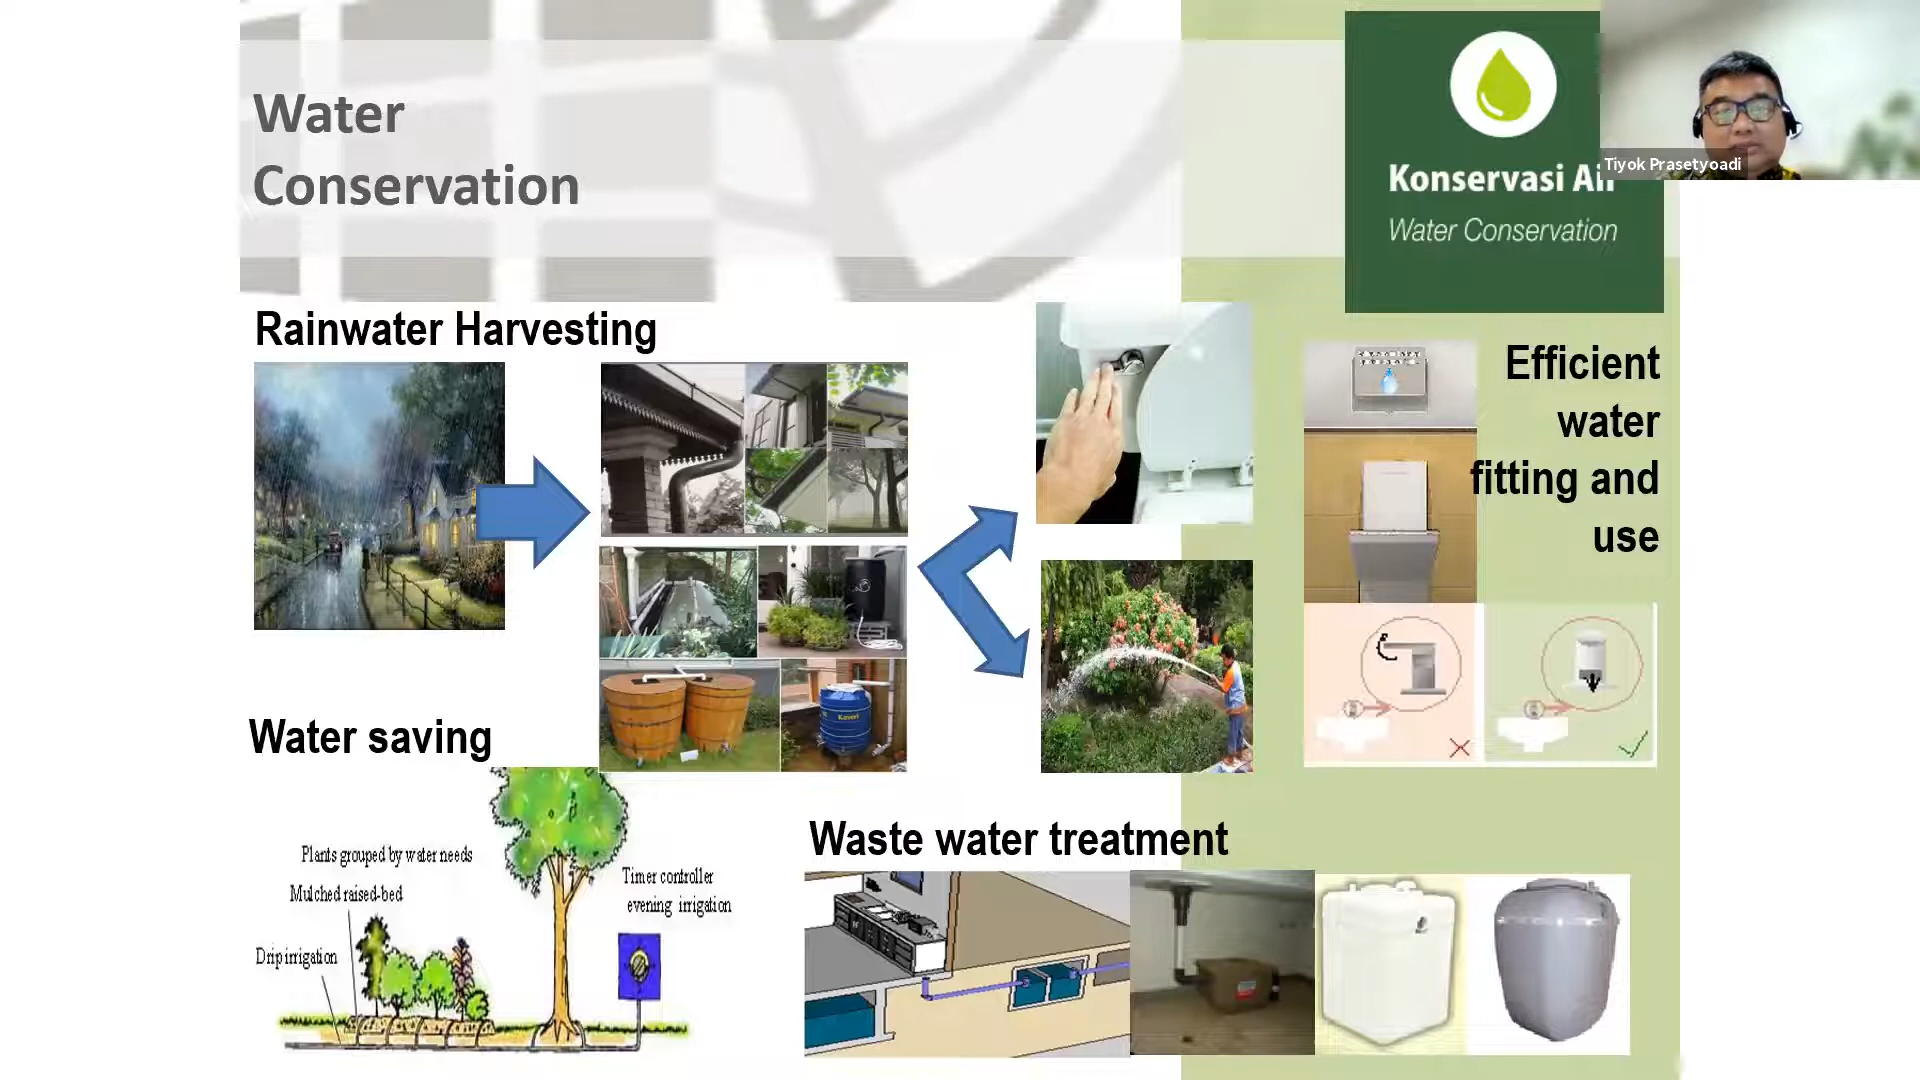 Water
Conservation
Konservasi Air
Water Conservation
Tiyok Prasetyoadi
Rainwater Harvesting
Efficient
water
fitting and
use
Water saving
Plants grouped by water needs
Mulched raised-bed
Drip irrigation
Timer controller
evening irrigation
Waste water treatment